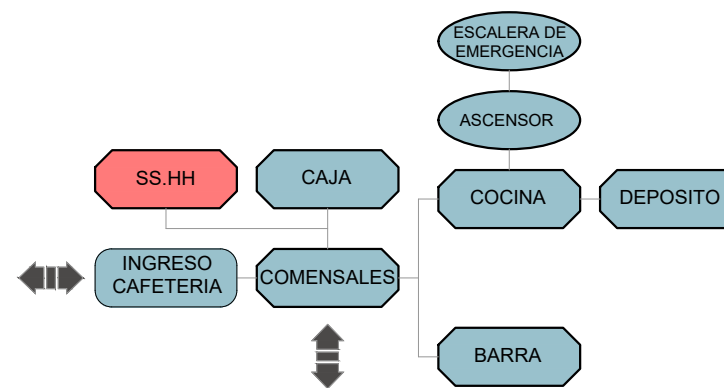 ESCALERA DE
EMERGENCIA
ASCENSOR
SS.HH
CAJA
COCINA
DEPOSITO
INGRESO
CAFETERIA
COMENSALES
BARRA